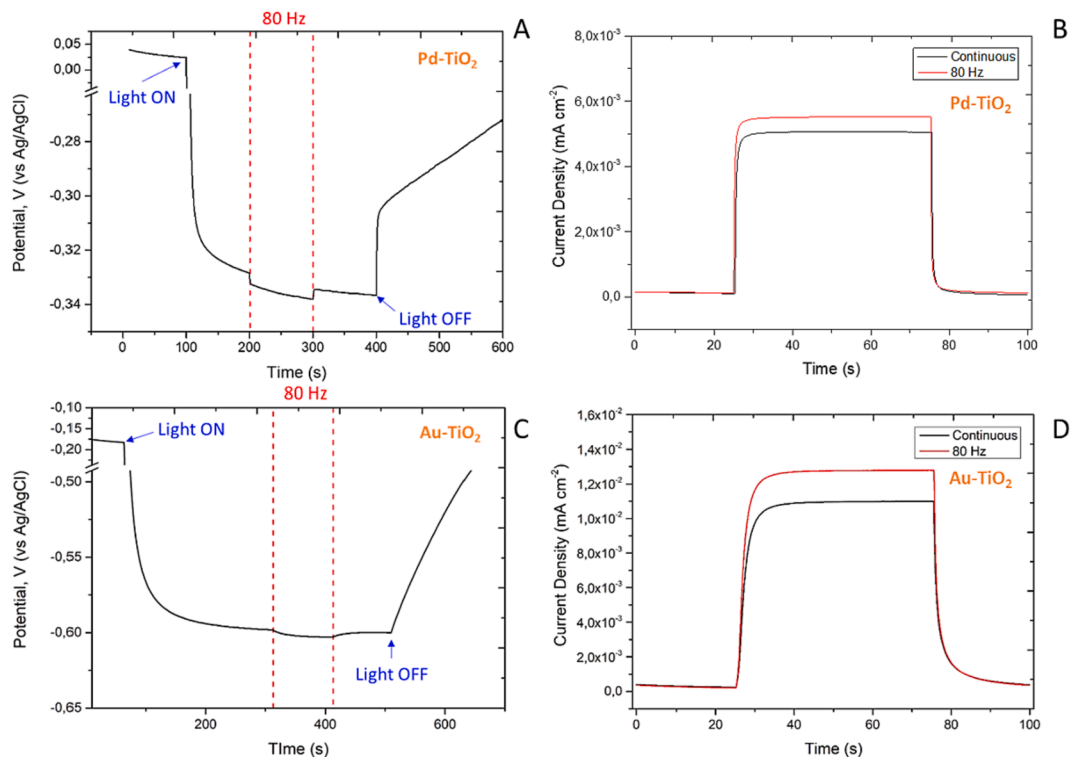 80 Hz
A
Pd-TiO2
Light ON
Light OFF
Potential, V (vs Ag/AgCl)
0,05
0,00
-0,28
-0,30
-0,32
-0,34
0 100 200 300 400 500 600
Time (s)
B
Continuous
80 Hz
Pd-TiO2
Current Density (mA cm-2)
8,0x10-3
6,0x10-3
4,0x10-3
2,0x10-3
0,0
0 20 40 60 80 100
Time (s)
80 Hz
C
Au-TiO2
Light ON
Light OFF
Potential, V (vs Ag/AgCl)
-0,10
-0,20
-0,50
-0,55
-0,60
-0,65
200 400 600
TIme (s)
D
Continuous
80 Hz
Au-TiO2
Current Density (mA cm-2)
1,6x10-2
1,4x10-2
1,2x10-2
1,0x10-2
8,0x10-3
6,0x10-3
4,0x10-3
2,0x10-3
0,0
0 20 40 60 80 100
Time (s)